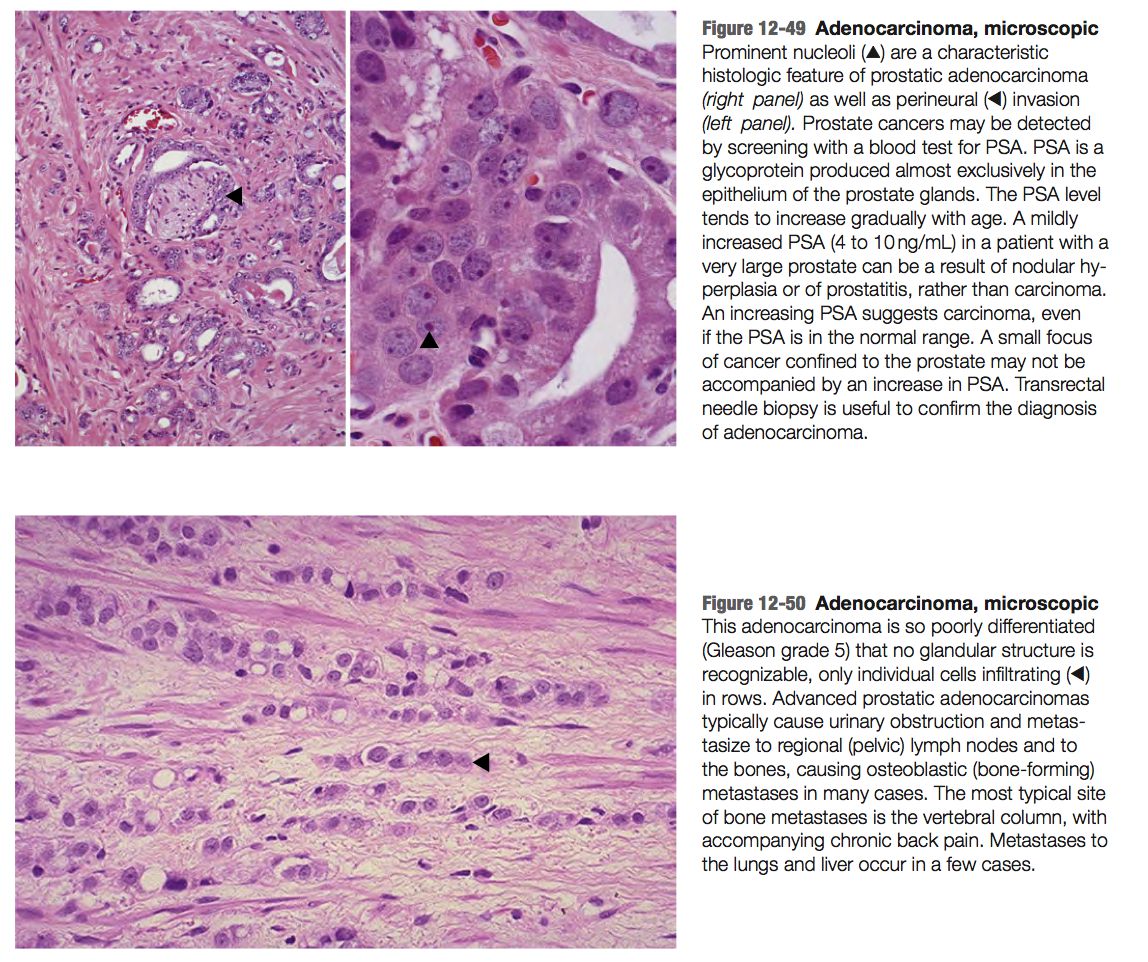 Figure 12-49 Adenocarcinoma, microscopic
Prominent nucleoli (▲) are a characteristic
histologic feature of prostatic adenocarcinoma
(right panel) as well as perineural (◀) invasion
(left panel). Prostate cancers may be detected
by screening with a blood test for PSA. PSA is a
glycoprotein produced almost exclusively in the
epithelium of the prostate glands. The PSA level
tends to increase gradually with age. A mildly
increased PSA (4 to 10 ng/mL) in a patient with a
very large prostate can be a result of nodular hy-
perplasia or of prostatitis, rather than carcinoma.
An increasing PSA suggests carcinoma, even
if the PSA is in the normal range. A small focus
of cancer confined to the prostate may not be
accompanied by an increase in PSA. Transrectal
needle biopsy is useful to confirm the diagnosis
of adenocarcinoma.
Figure 12-50 Adenocarcinoma, microscopic
This adenocarcinoma is so poorly differentiated
(Gleason grade 5) that no glandular structure is
recognizable, only individual cells infiltrating (◀)
in rows. Advanced prostatic adenocarcinomas
typically cause urinary obstruction and metas-
tasize to regional (pelvic) lymph nodes and to
the bones, causing osteoblastic (bone-forming)
metastases in many cases. The most typical site
of bone metastases is the vertebral column, with
accompanying chronic back pain. Metastases to
the lungs and liver occur in a few cases.